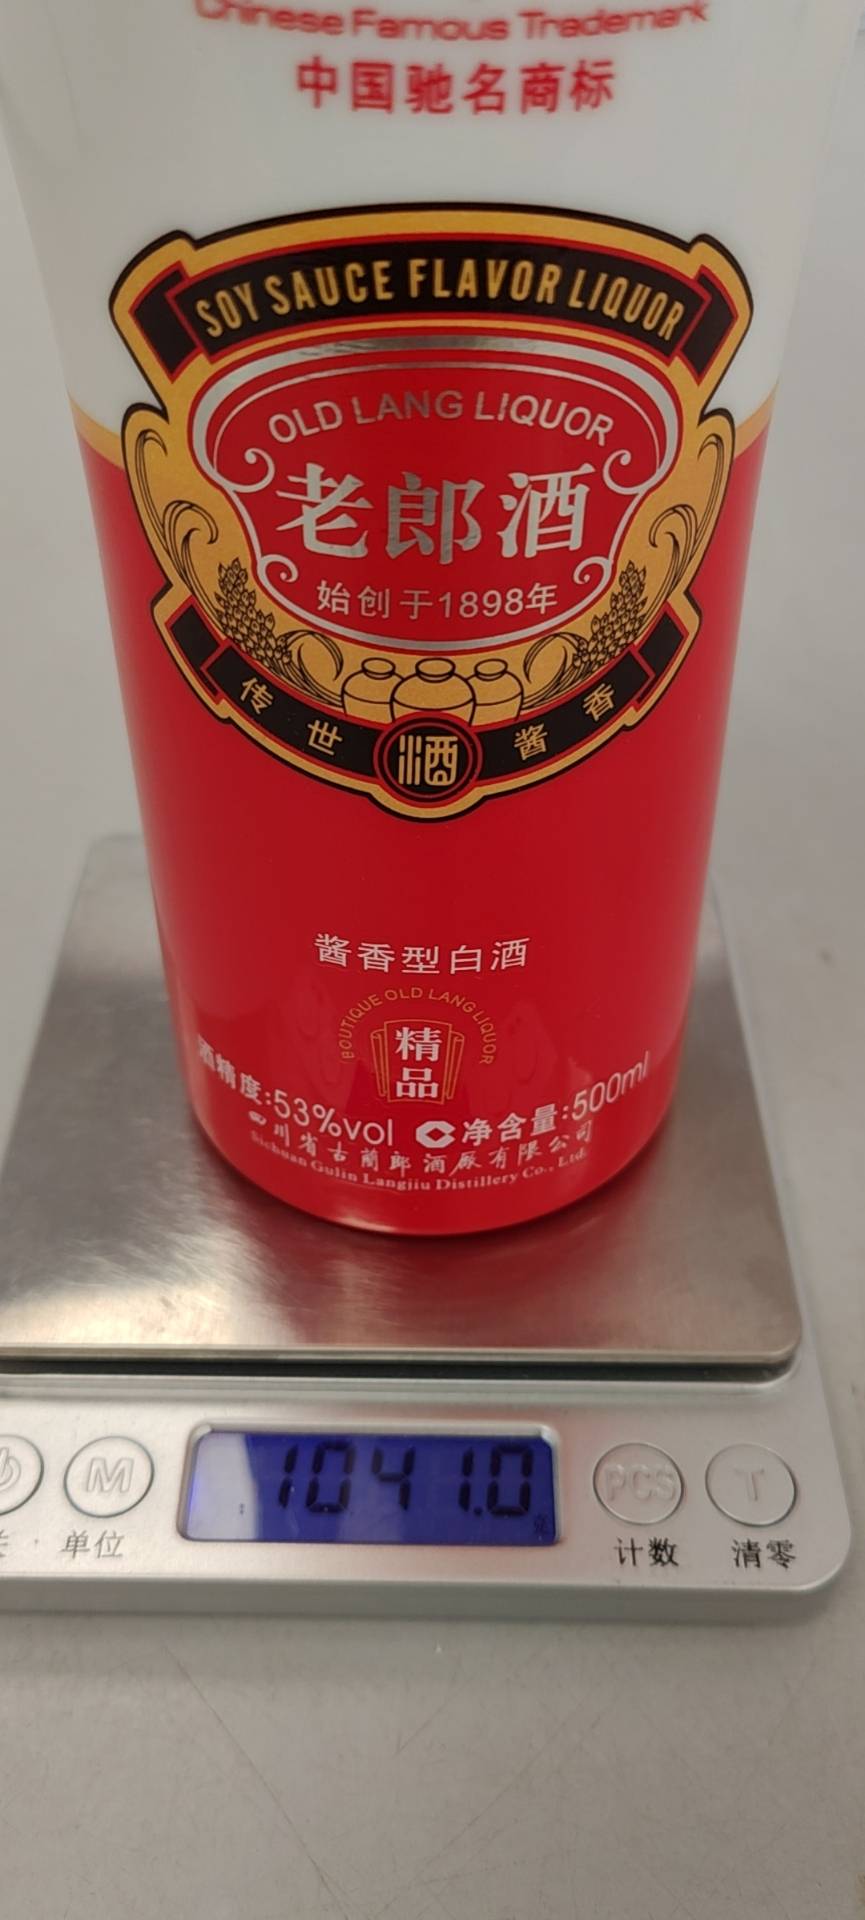 Chinese Famous Trademark
中国驰名商标
SOY SAUCE FLAVOR LIQUOR
OLD LANG LIQUOR
老郎酒
始创于1898年
传世酒酱香
酱香型白酒
BOUTIQUE OLD LANG LIQUOR
精品
酒精度:53%vol 净含量:500ml
四川省古蔺郎酒厂有限公司
Sichuan Gulin Langjiu Distillery Co., Ltd.
1041.0
M PCS T
单位 计数 清零